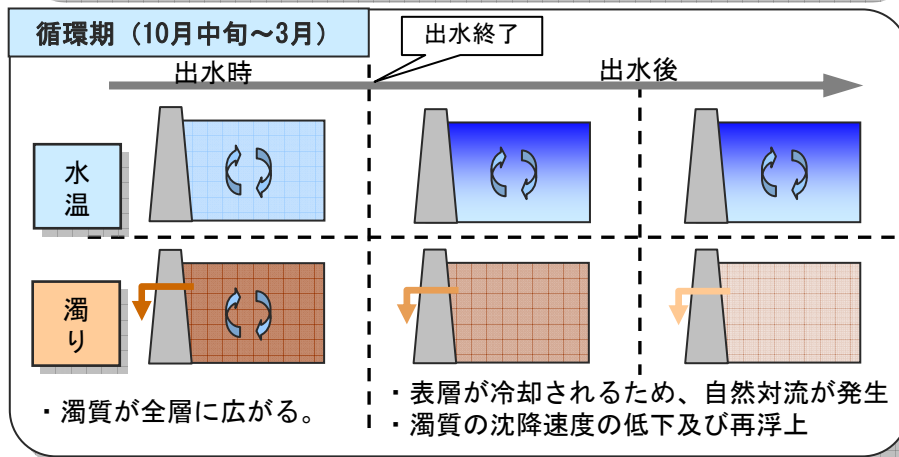 循環期（10月中旬～3月）
出水終了
出水時
出水後
水温
濁り
・濁質が全層に広がる。
・表層が冷却されるため、自然対流が発生
・濁質の沈降速度の低下及び再浮上